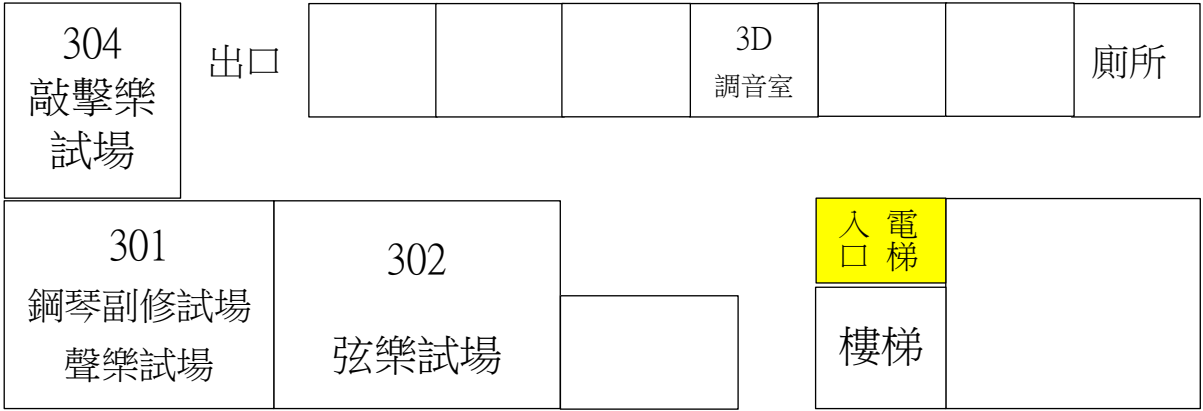 304
敲擊樂
試場
出口
3D
調音室
廁所
301
鋼琴副修試場
聲樂試場
302
弦樂試場
入口
電梯
樓梯